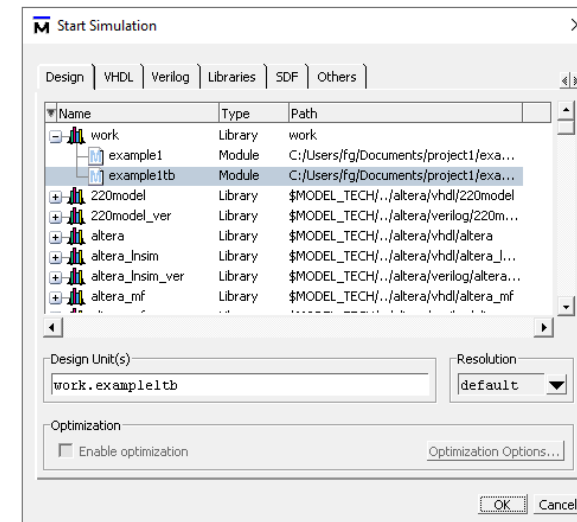 Start Simulation
Design VHDL Verilog Libraries SDF Others
Name Type Path
work Library work
example1 Module C:/Users/fg/Documents/project1/exa...
example1tb Module C:/Users/fg/Documents/project1/exa...
220model Library $MODEL_TECH/../altera/vhdl/220model
220model_ver Library $MODEL_TECH/../altera/verilog/220m...
altera Library $MODEL_TECH/../altera/vhdl/altera
altera_lnsim Library $MODEL_TECH/../altera/vhdl/altera_l...
altera_lnsim_ver Library $MODEL_TECH/../altera/verilog/altera...
altera_mf Library $MODEL_TECH/../altera/vhdl/altera_mf
Design Unit(s) Resolution
work.example1tb default
Optimization
Enable optimization Optimization Options...
OK Cancel